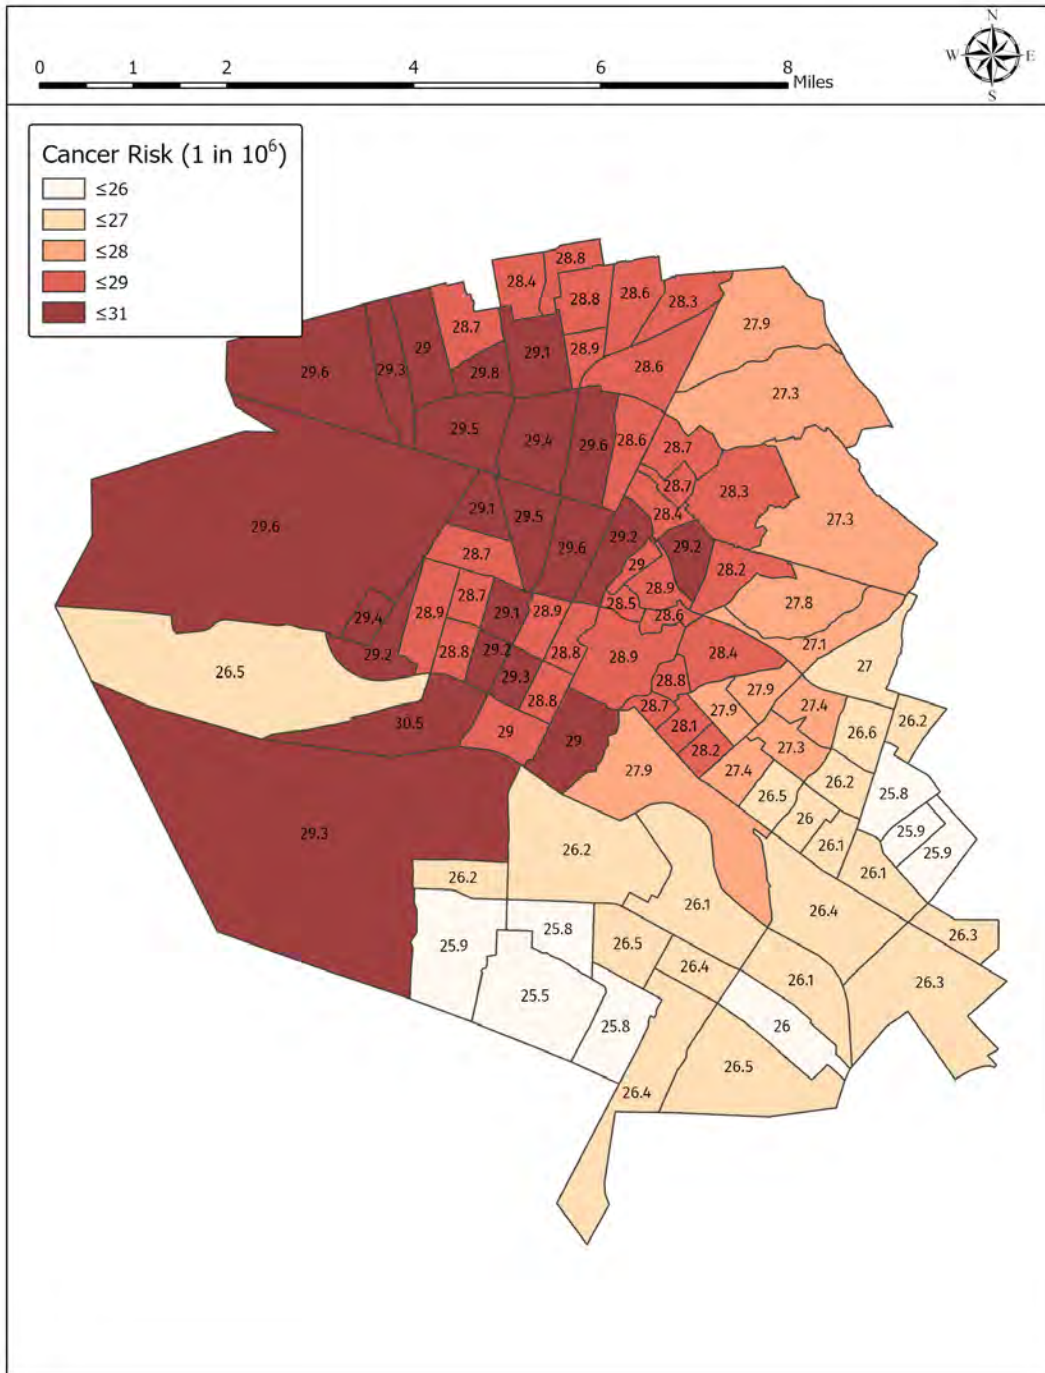 N
W E
S
0 1 2 4 6 8 Miles
Cancer Risk (1 in 10⁶)
≤26
≤27
≤28
≤29
≤31
28.8
28.4
28.8 28.6 28.3
28.7 27.9
29
29.1 28.9
29.6 29.3 29.8 28.6
27.3
29.5 29.4 29.6 28.6 28.7
28.7 28.3
29.1 29.5 28.4 27.3
29.6 29.6 29.2 29.2
28.7 29 28.2
28.7 28.9
29.4 28.9 29.1 28.9 28.5 27.8
28.6
29.2 28.8 29.2 28.8 28.9 28.4 27.1
26.5 29.3 28.8 27
28.8 28.7 27.9 27.9 27.4
30.5 29 29 28.1 26.6 26.2
28.2 27.3
27.9 27.4 26.2
26.5 25.8
29.3 26 25.9
26.2 26.1 25.9
26.2 26.1
26.1 26.4
25.9 25.8 26.5 26.3
26.4 26.1 26.3
25.5
25.8 26
26.5
26.4